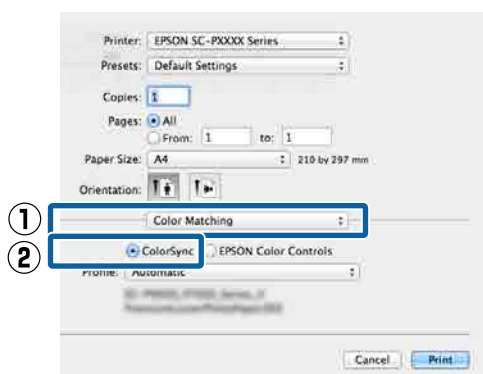 Printer: EPSON SC-PXXXX Series
Presets: Default Settings
Copies: 1
Pages: All
From: 1 to: 1
Paper Size: A4 210 by 297 mm
Orientation:
① Color Matching
② ColorSync EPSON Color Controls
Profile: Automatic
Cancel Print